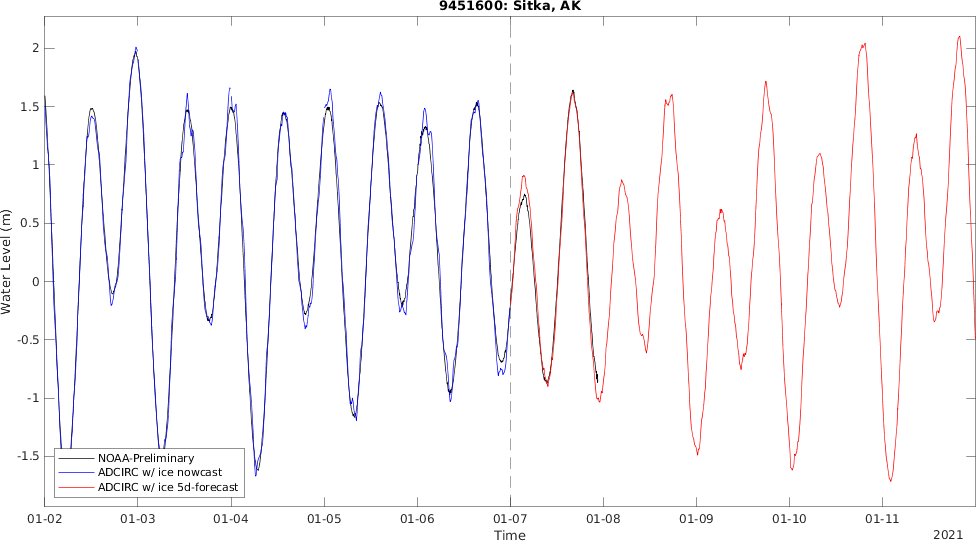 9451600: Sitka, AK
Water Level (m)
2
1.5
1
0.5
0
-0.5
-1
-1.5
NOAA-Preliminary
ADCIRC w/ ice nowcast
ADCIRC w/ ice 5d-forecast
01-02 01-03 01-04 01-05 01-06 01-07 01-08 01-09 01-10 01-11
Time
2021